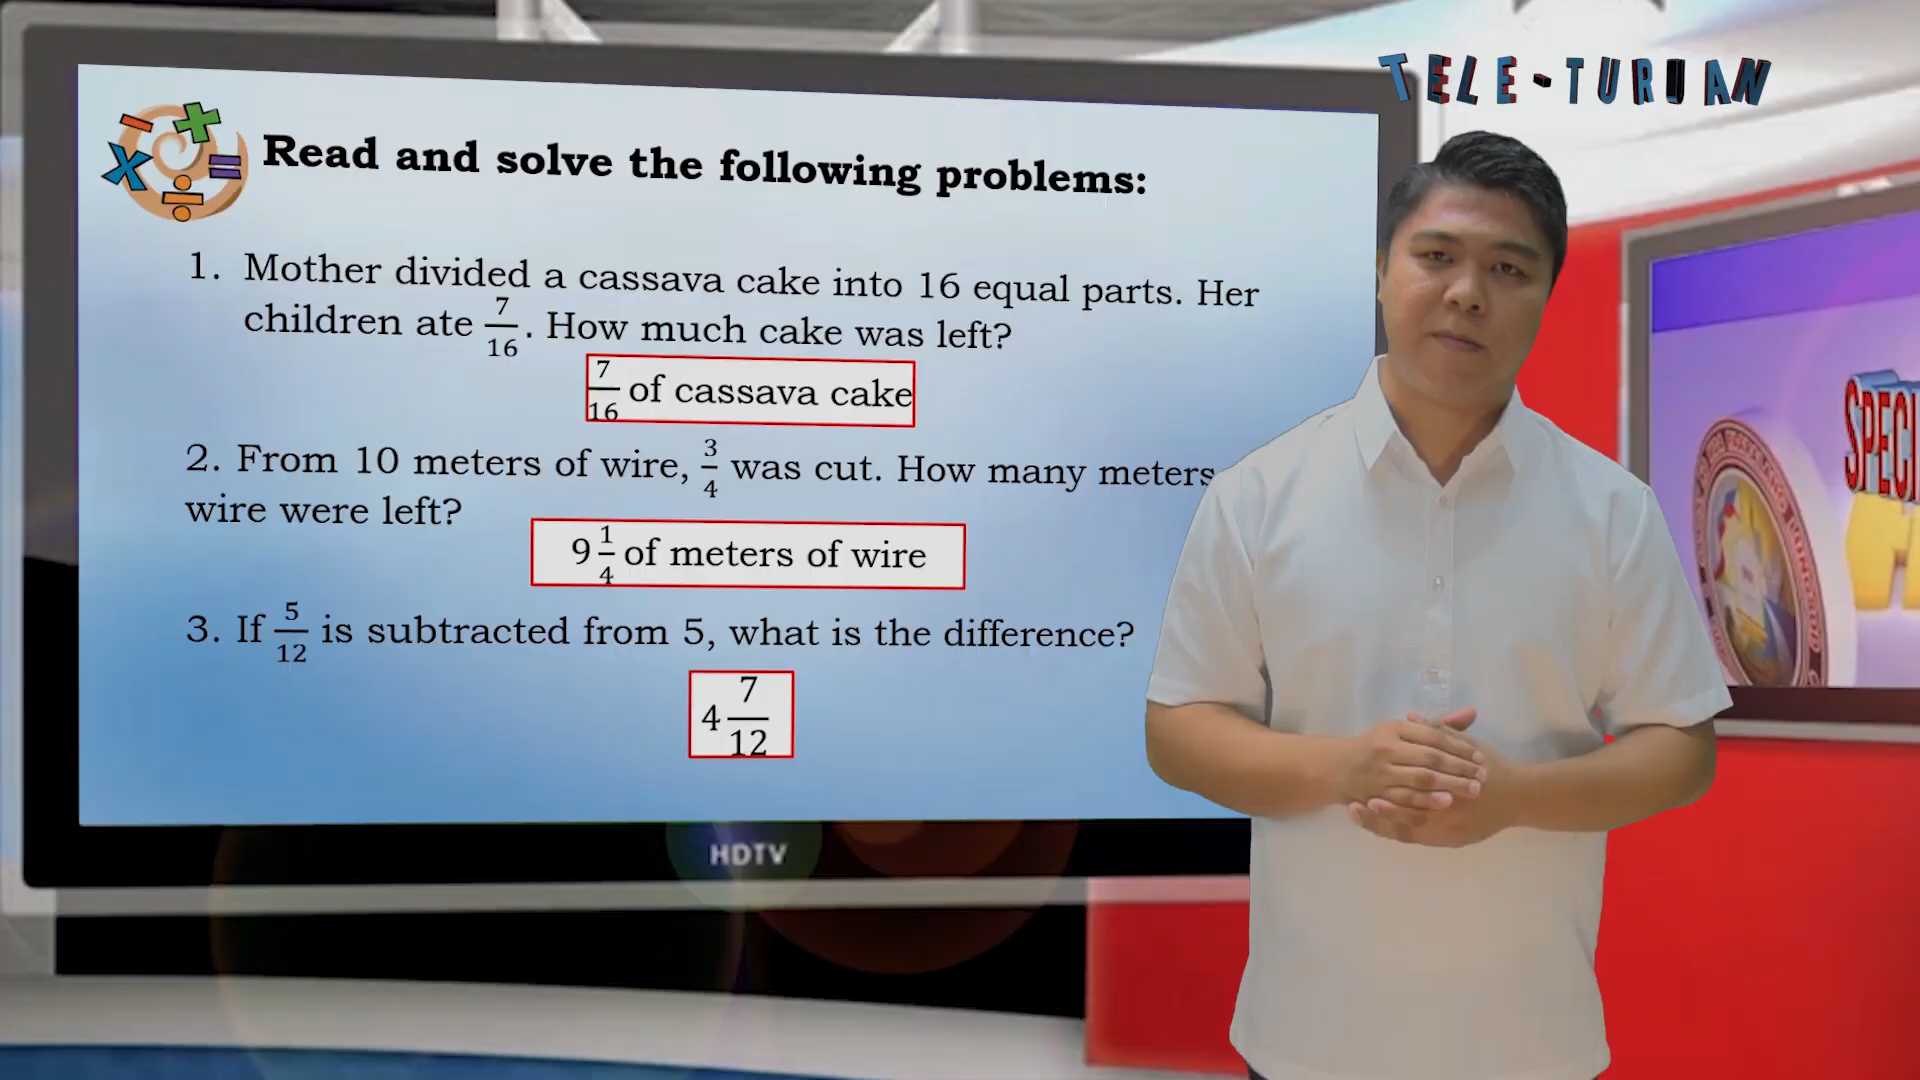 TELE-TURUAN
Read and solve the following problems:
1. Mother divided a cassava cake into 16 equal parts. Her
children ate 7/16. How much cake was left?
7/16 of cassava cake
2. From 10 meters of wire, 3/4 was cut. How many meters
wire were left?
9 1/4 of meters of wire
3. If 5/12 is subtracted from 5, what is the difference?
4 7/12
HDTV